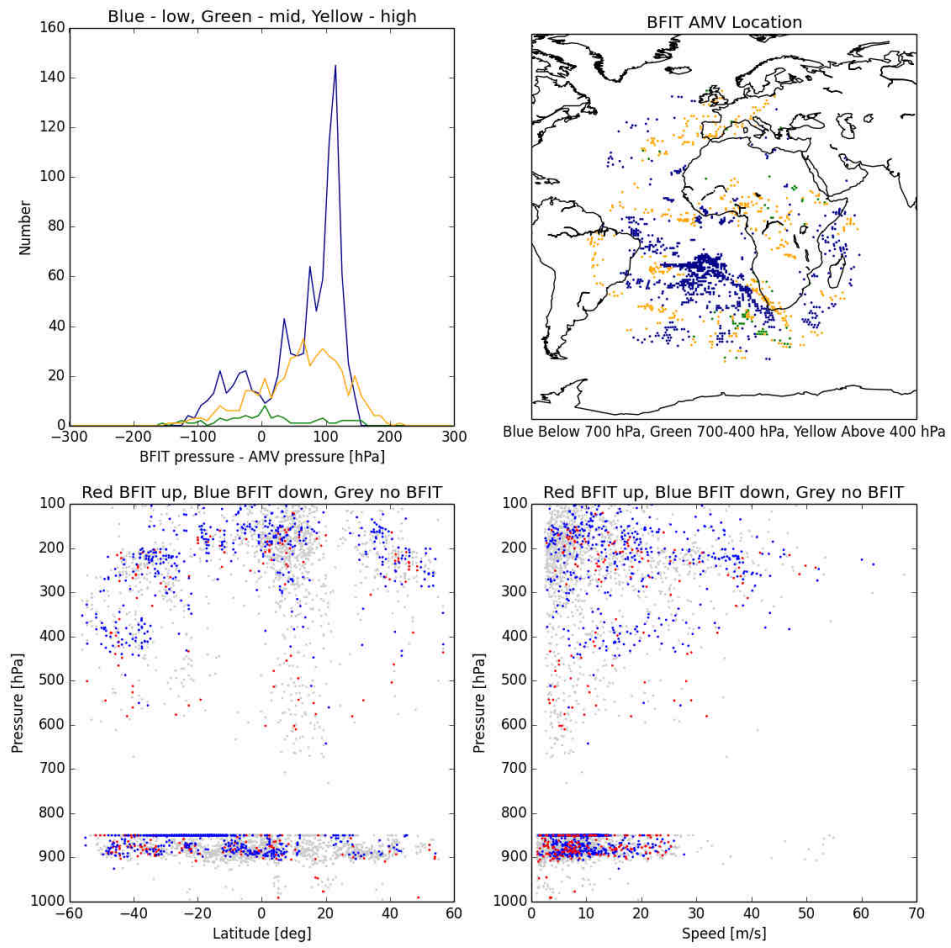 Blue - low, Green - mid, Yellow - high
160
140
120
100
80
60
40
20
0
Number
−300 −200 −100 0 100 200 300
BFIT pressure - AMV pressure [hPa]
BFIT AMV Location
Blue Below 700 hPa, Green 700-400 hPa, Yellow Above 400 hPa
Red BFIT up, Blue BFIT down, Grey no BFIT
100
200
300
400
500
600
700
800
900
1000
Pressure [hPa]
−60 −40 −20 0 20 40 60
Latitude [deg]
Red BFIT up, Blue BFIT down, Grey no BFIT
100
200
300
400
500
600
700
800
900
1000
Pressure [hPa]
0 10 20 30 40 50 60 70
Speed [m/s]